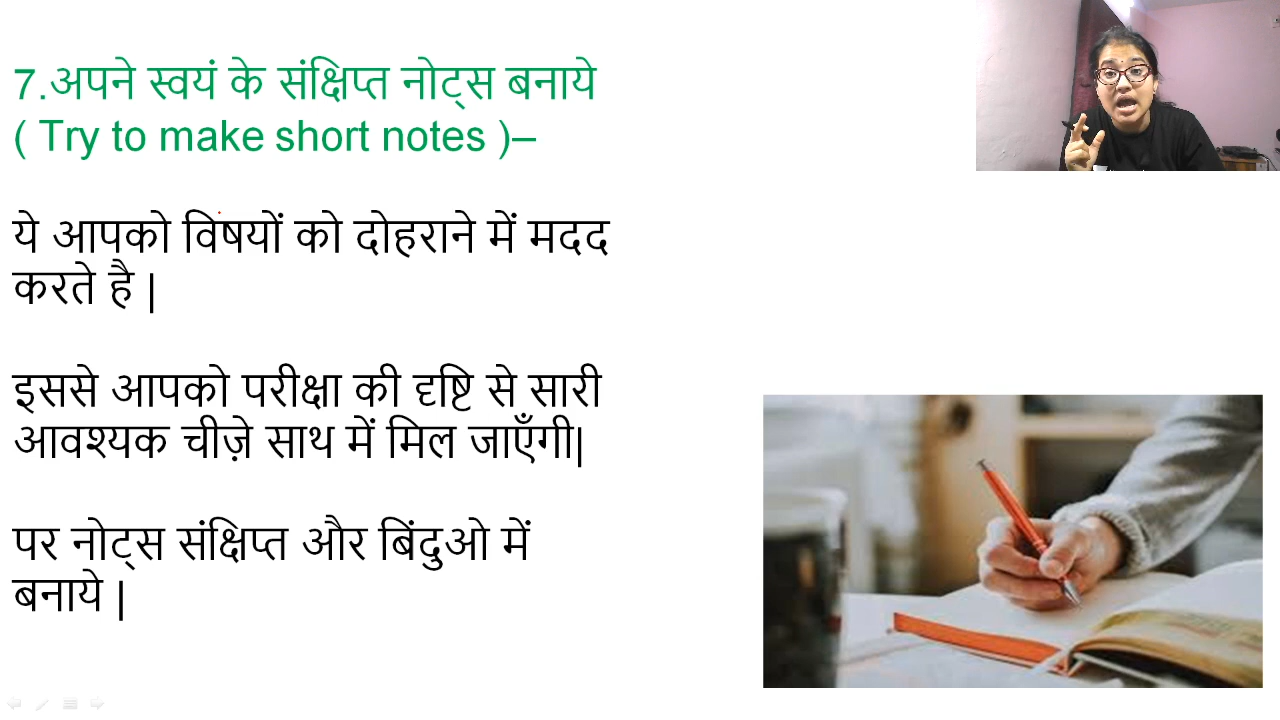 7.अपने स्वयं के संक्षिप्त नोट्स बनाये
( Try to make short notes )–
ये आपको विषयों को दोहराने में मदद
करते है |
इससे आपको परीक्षा की दृष्टि से सारी
आवश्यक चीज़े साथ में मिल जाएँगी|
पर नोट्स संक्षिप्त और बिंदुओ में
बनाये |